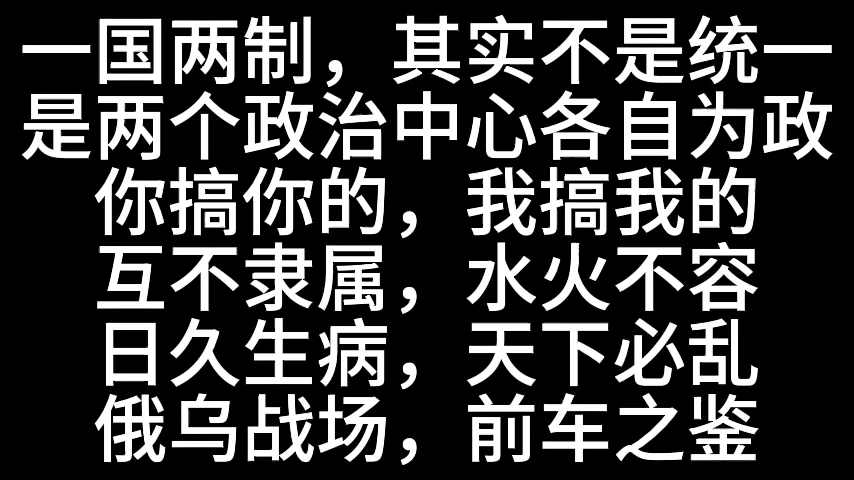 一国两制，其实不是统一
是两个政治中心各自为政
你搞你的，我搞我的
互不隶属，水火不容
日久生病，天下必乱
俄乌战场，前车之鉴